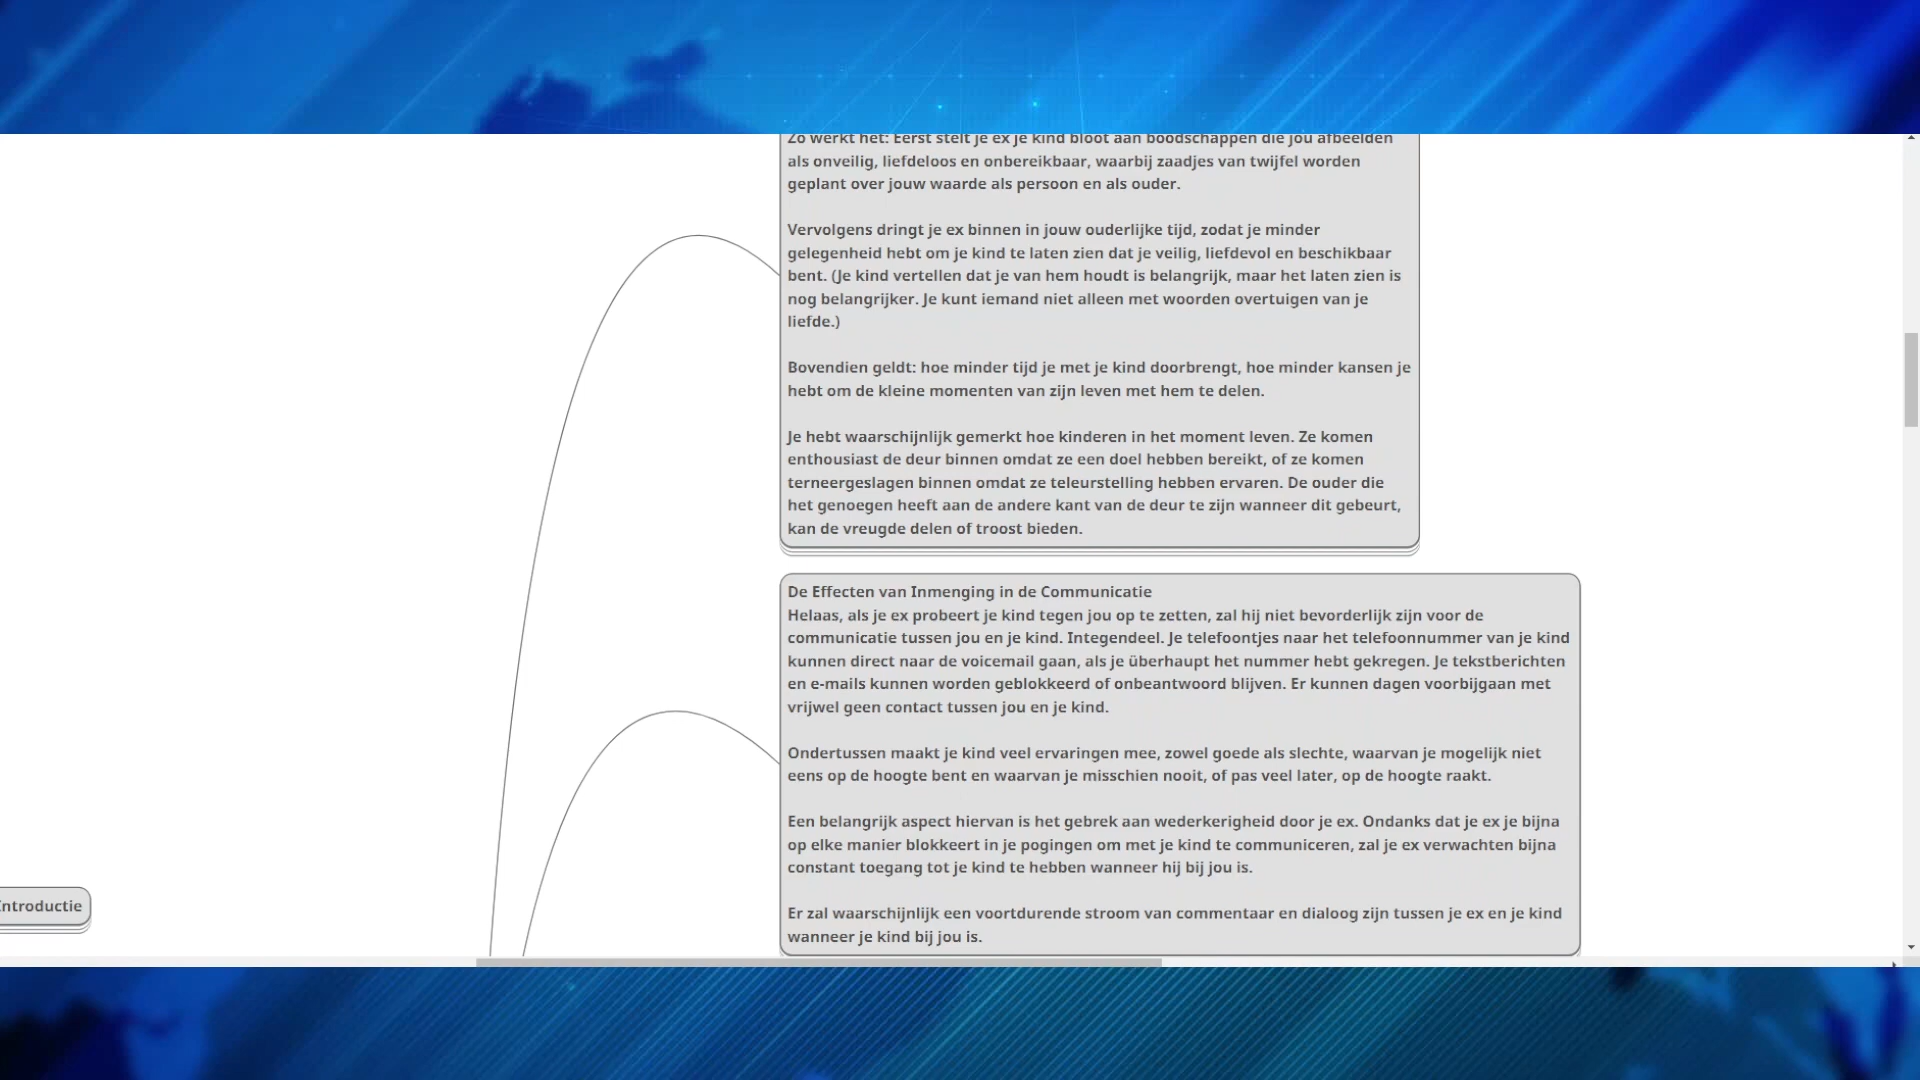 Zo werkt het: Eerst stelt je ex je kind bloot aan boodschappen die jou afbeelden
als onveilig, liefdeloos en onbereikbaar, waarbij zaadjes van twijfel worden
geplant over jouw waarde als persoon en als ouder.
Vervolgens dringt je ex binnen in jouw ouderlijke tijd, zodat je minder
gelegenheid hebt om je kind te laten zien dat je veilig, liefdevol en beschikbaar
bent. (Je kind vertellen dat je van hem houdt is belangrijk, maar het laten zien is
nog belangrijker. Je kunt iemand niet alleen met woorden overtuigen van je
liefde.)
Bovendien geldt: hoe minder tijd je met je kind doorbrengt, hoe minder kansen je
hebt om de kleine momenten van zijn leven met hem te delen.
Je hebt waarschijnlijk gemerkt hoe kinderen in het moment leven. Ze komen
enthousiast de deur binnen omdat ze een doel hebben bereikt, of ze komen
terneergeslagen binnen omdat ze teleurstelling hebben ervaren. De ouder die
het genoegen heeft aan de andere kant van de deur te zijn wanneer dit gebeurt,
kan de vreugde delen of troost bieden.
De Effecten van Inmenging in de Communicatie
Helaas, als je ex probeert je kind tegen jou op te zetten, zal hij niet bevorderlijk zijn voor de
communicatie tussen jou en je kind. Integendeel. Je telefoontjes naar het telefoonnummer van je kind
kunnen direct naar de voicemail gaan, als je überhaupt het nummer hebt gekregen. Je tekstberichten
en e-mails kunnen worden geblokkeerd of onbeantwoord blijven. Er kunnen dagen voorbijgaan met
vrijwel geen contact tussen jou en je kind.
Ondertussen maakt je kind veel ervaringen mee, zowel goede als slechte, waarvan je mogelijk niet
eens op de hoogte bent en waarvan je misschien nooit, of pas veel later, op de hoogte raakt.
Een belangrijk aspect hiervan is het gebrek aan wederkerigheid door je ex. Ondanks dat je ex je bijna
op elke manier blokkeert in je pogingen om met je kind te communiceren, zal je ex verwachten bijna
constant toegang tot je kind te hebben wanneer hij bij jou is.
Er zal waarschijnlijk een voortdurende stroom van commentaar en dialoog zijn tussen je ex en je kind
wanneer je kind bij jou is.
Introductie